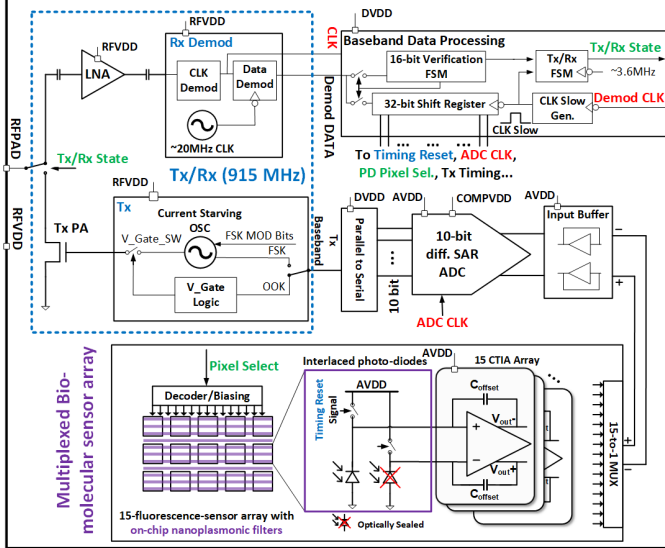 RFVDD
DVDD
RFVDD
Rx Demod
CLK
Baseband Data Processing
LNA
CLK
Demod
Data
Demod
~20MHz CLK
16-bit Verification
FSM
Tx/Rx
FSM
Tx/Rx State
~3.6MHz
32-bit Shift Register
CLK Slow
Gen.
Demod CLK
CLK Slow
Demod DATA
RFPAD
Tx/Rx State
Tx/Rx (915 MHz)
To Timing Reset, ADC CLK,
PD Pixel Sel., Tx Timing...
RFVDD
RFVDD
Tx
Current Starving
OSC
Tx PA
V_Gate_SW
FSK MOD Bits
FSK
V_Gate
Logic
OOK
Tx
Baseband
DVDD
AVDD
COMPVDD
AVDD
Parallel to
Serial
10 bit
10-bit
diff. SAR
ADC
Input Buffer
−
+
ADC CLK
Multiplexed Bio-
molecular sensor array
Pixel Select
Decoder/Biasing
15-fluorescence-sensor array with
on-chip nanoplasmonic filters
Interlaced photo-diodes
Timing Reset
Signal
AVDD
Optically Sealed
AVDD
15 CTIA Array
Coffset
Vout-
+
−
Vout+
Coffset
t
t
15-to-1 MUX
+
−